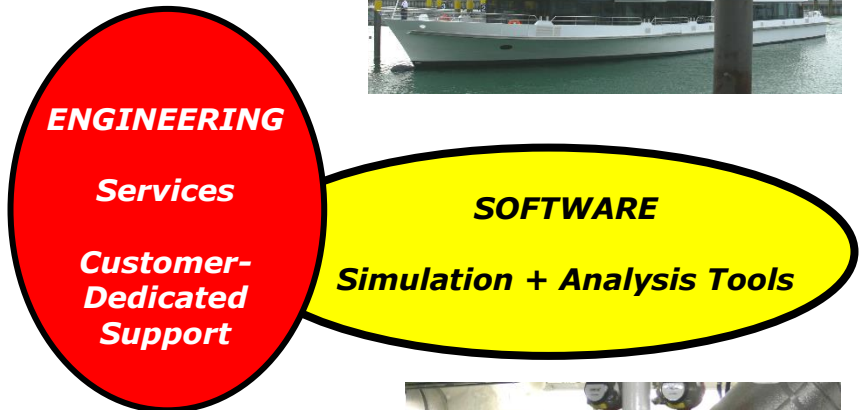 ENGINEERING
Services
Customer-
Dedicated
Support
SOFTWARE
Simulation + Analysis Tools